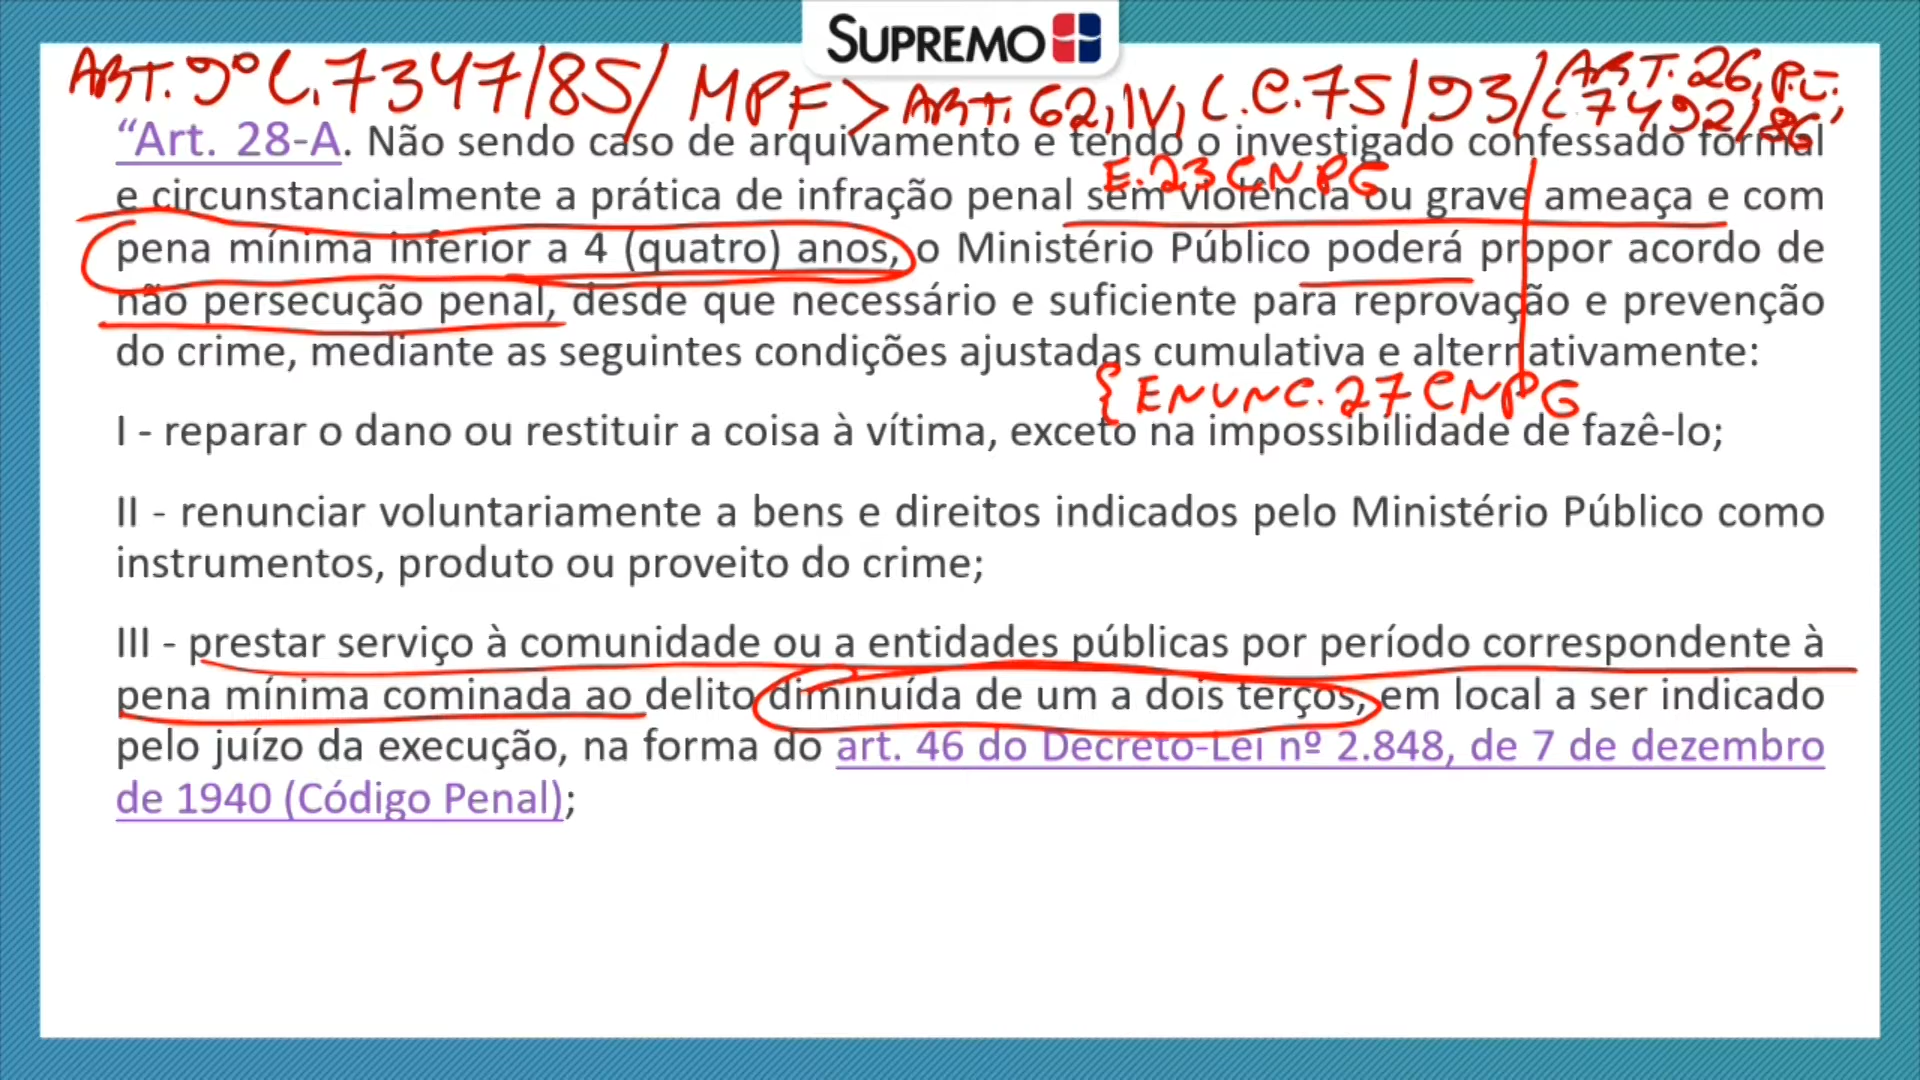 SUPREMO
ART. 9º L. 7347/85/ MPF > ART. 62, IV, L.C. 75/93/ ART. 26, P.U.,
L 7492/86
“Art. 28-A. Não sendo caso de arquivamento e tendo o investigado confessado formal
E. 23 CNPG
e circunstancialmente a prática de infração penal sem violência ou grave ameaça e com
pena mínima inferior a 4 (quatro) anos, o Ministério Público poderá propor acordo de
não persecução penal, desde que necessário e suficiente para reprovação e prevenção
do crime, mediante as seguintes condições ajustadas cumulativa e alternativamente:
{ ENUNC. 27 CNPG
I - reparar o dano ou restituir a coisa à vítima, exceto na impossibilidade de fazê-lo;
II - renunciar voluntariamente a bens e direitos indicados pelo Ministério Público como
instrumentos, produto ou proveito do crime;
III - prestar serviço à comunidade ou a entidades públicas por período correspondente à
pena mínima cominada ao delito diminuída de um a dois terços, em local a ser indicado
pelo juízo da execução, na forma do art. 46 do Decreto-Lei nº 2.848, de 7 de dezembro
de 1940 (Código Penal);